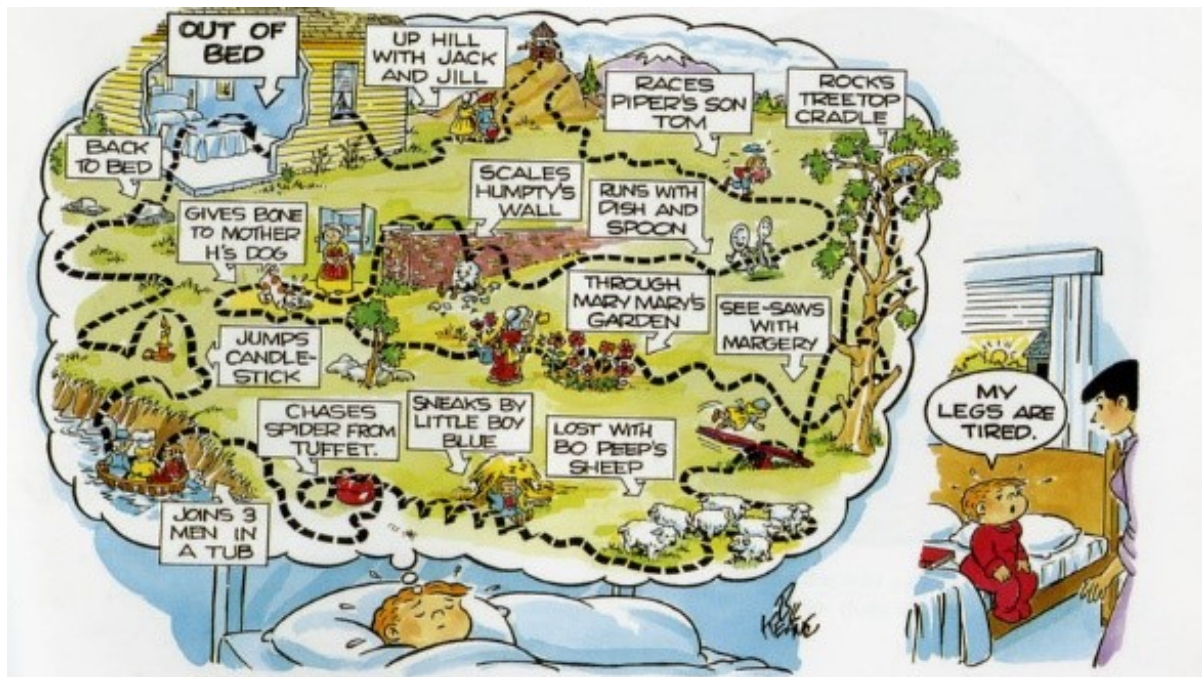 OUT OF
BED
UP HILL
WITH JACK
AND JILL
RACES
PIPER'S SON
TOM
ROCKS
TREETOP
CRADLE
BACK
TO BED
SCALES
HUMPTY'S
WALL
RUNS WITH
DISH AND
SPOON
GIVES BONE
TO MOTHER
H'S DOG
THROUGH
MARY MARY'S
GARDEN
SEE-SAWS
WITH
MARGERY
JUMPS
CANDLE-
STICK
CHASES
SPIDER FROM
TUFFET.
SNEAKS BY
LITTLE BOY
BLUE
LOST WITH
BO PEEP'S
SHEEP
JOINS 3
MEN IN
A TUB
MY
LEGS ARE
TIRED.
BIL
KEANE